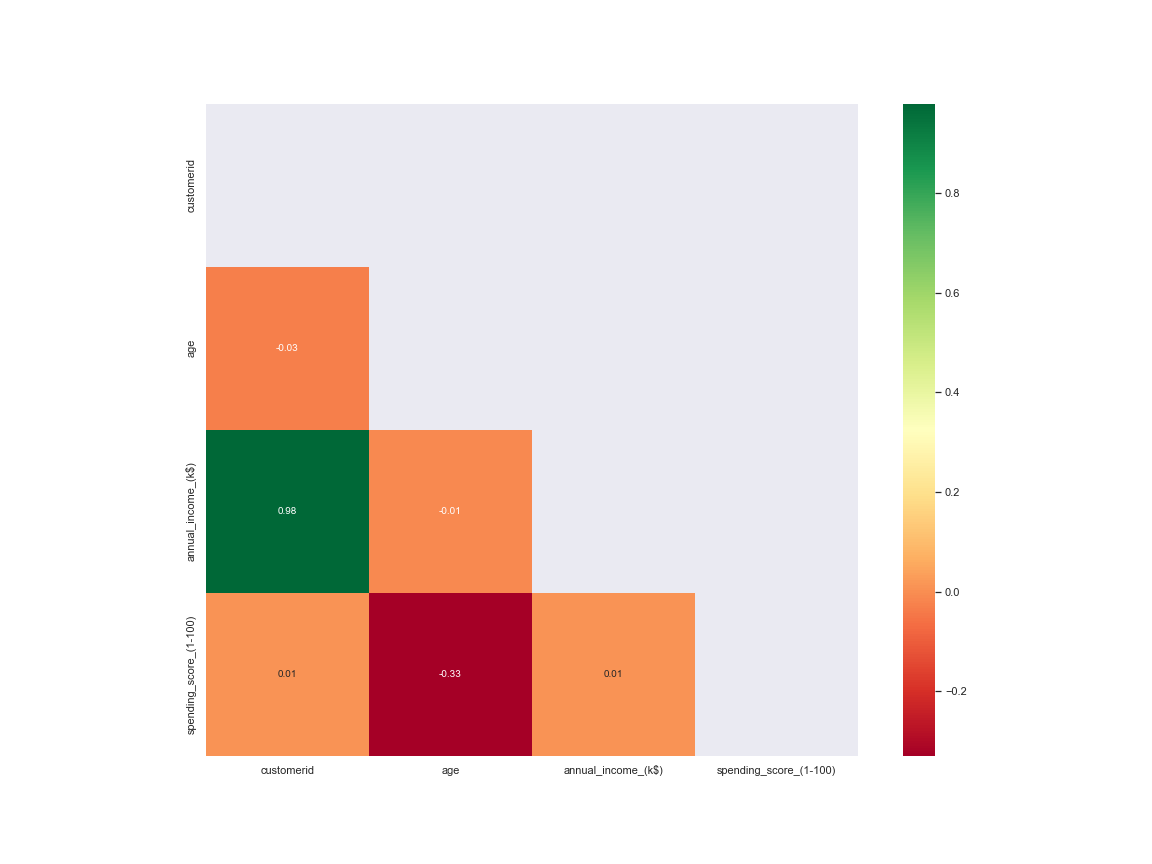 customerid
age
annual_income_(k$)
spending_score_(1-100)
-0.03
0.98
-0.01
0.01
-0.33
0.01
customerid
age
annual_income_(k$)
spending_score_(1-100)
0.8
0.6
0.4
0.2
0.0
−0.2